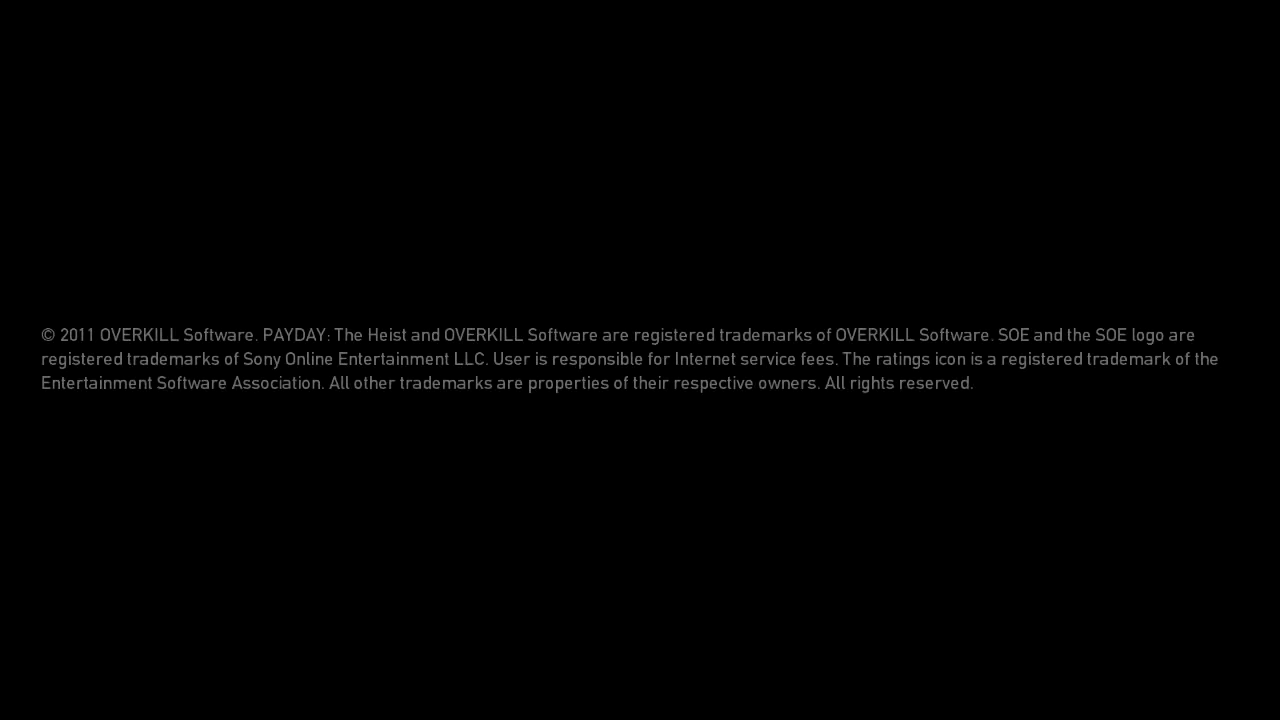 © 2011 OVERKILL Software. PAYDAY: The Heist and OVERKILL Software are registered trademarks of OVERKILL Software. SOE and the SOE logo are
registered trademarks of Sony Online Entertainment LLC. User is responsible for Internet service fees. The ratings icon is a registered trademark of the
Entertainment Software Association. All other trademarks are properties of their respective owners. All rights reserved.